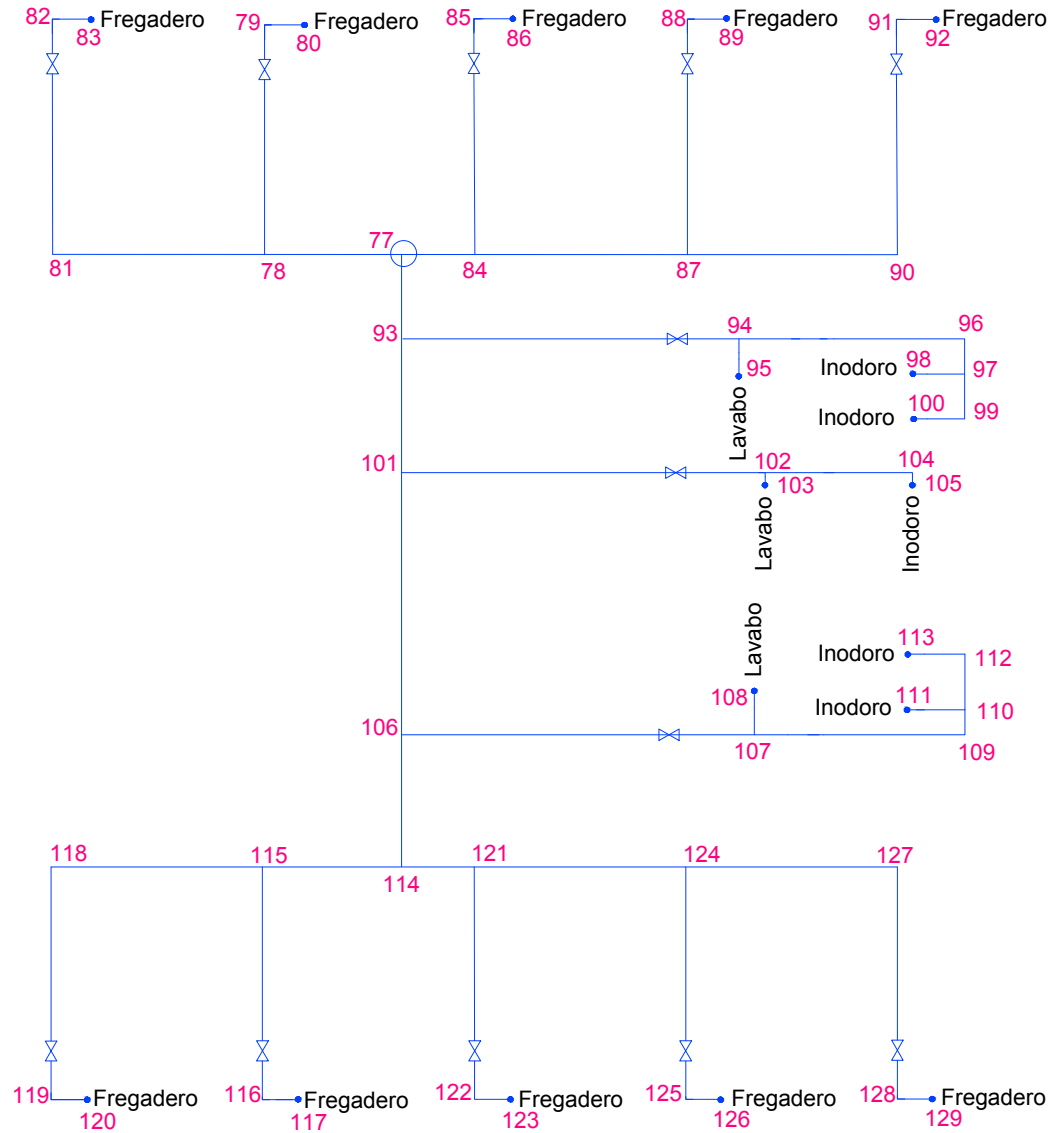 82 Fregadero
83
79 Fregadero
80
85 Fregadero
86
88 Fregadero
89
91 Fregadero
92
77
81
78
84
87
90
93
94
96
95
Inodoro 98
97
Inodoro 100
99
Lavabo
101
102
104
103
105
Lavabo
Inodoro
Lavabo
Inodoro 113
112
108
Inodoro 111
110
106
107
109
118
115
121
124
127
114
119 Fregadero
120
116 Fregadero
117
122 Fregadero
123
125 Fregadero
126
128 Fregadero
129